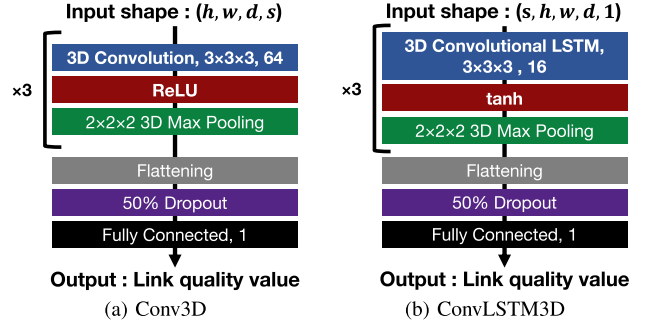 Input shape : (h, w, d, s)
×3
3D Convolution, 3×3×3, 64
ReLU
2×2×2 3D Max Pooling
Flattening
50% Dropout
Fully Connected, 1
Output : Link quality value
(a) Conv3D
Input shape : (s, h, w, d, 1)
×3
3D Convolutional LSTM,
3×3×3 , 16
tanh
2×2×2 3D Max Pooling
Flattening
50% Dropout
Fully Connected, 1
Output : Link quality value
(b) ConvLSTM3D